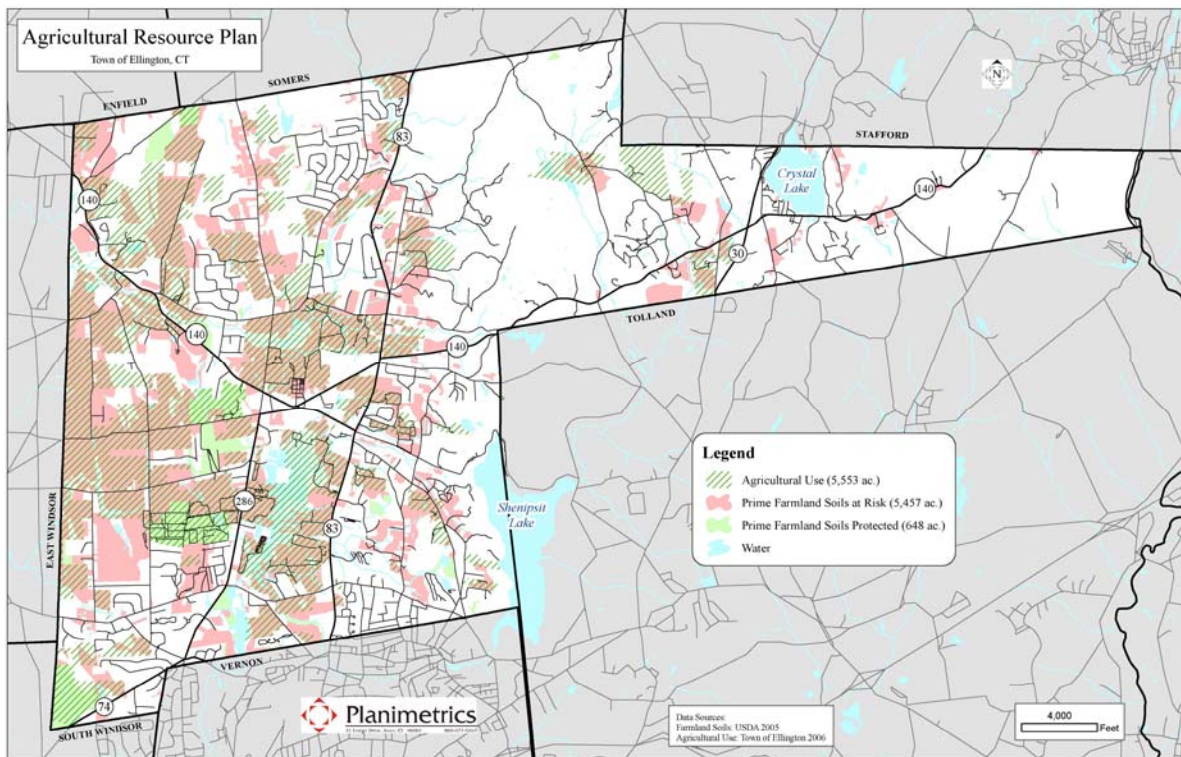 Agricultural Resource Plan
Town of Ellington, CT
ENFIELD
SOMERS
N
83
STAFFORD
Crystal
Lake
140
140
30
TOLLAND
140
140
Legend
Agricultural Use (5,553 ac.)
Prime Farmland Soils at Risk (5,457 ac.)
Prime Farmland Soils Protected (648 ac.)
Water
EAST WINDSOR
286
83
Shenipsit
Lake
VERNON
74
SOUTH WINDSOR
Planimetrics
Data Sources:
Farmland Soils: USDA 2005
Agricultural Use: Town of Ellington 2006
4,000
Feet